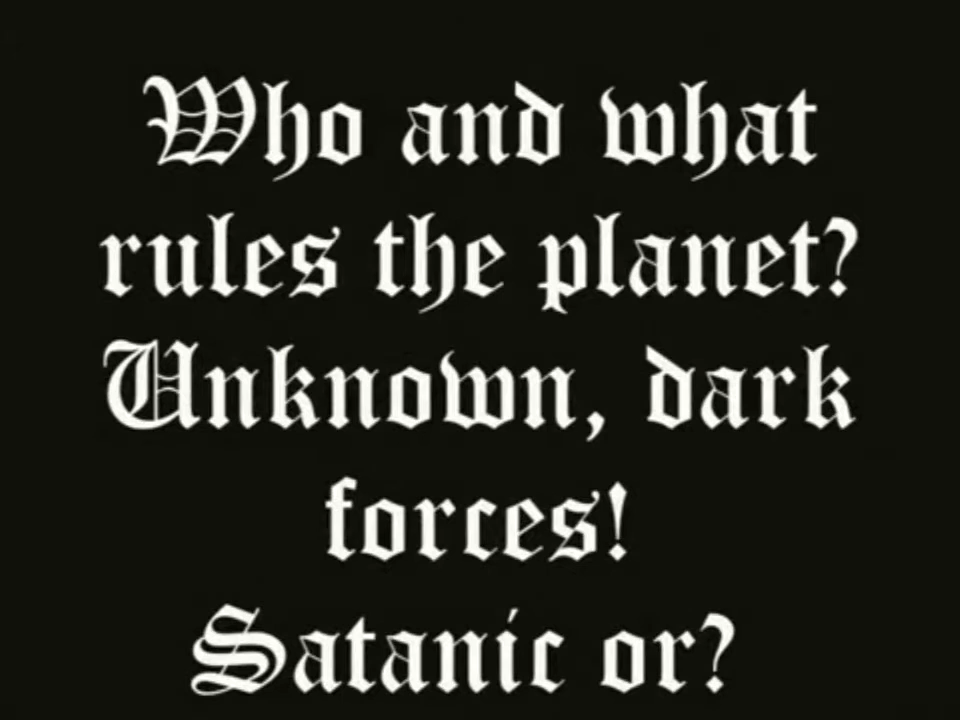 Who and what
rules the planet?
Unknown, dark
forces!
Satanic or?